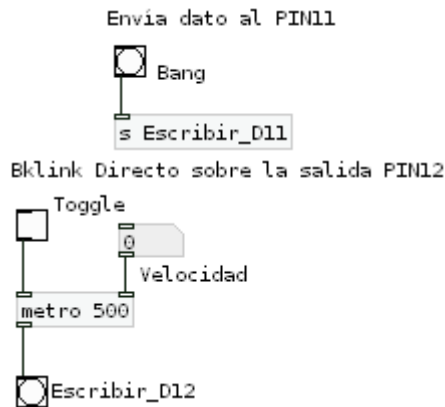 Envía dato al PIN11
Bang
s Escribir_D11
Bklink Directo sobre la salida PIN12
Toggle
0
Velocidad
metro 500
Escribir_D12